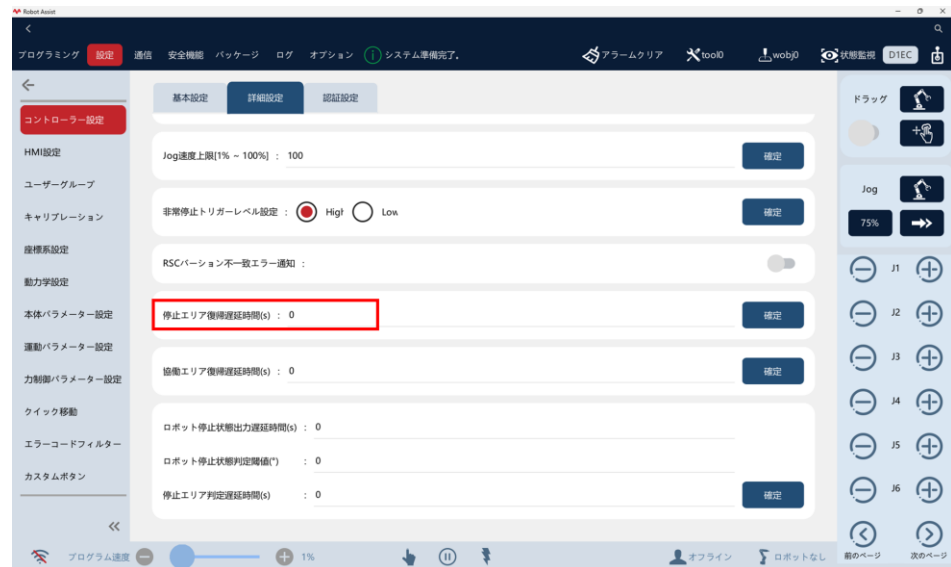 Robot Assist
プログラミング 設定 通信 安全機能 パッケージ ログ オプション システム準備完了. アラームクリア tool0 wobj0 状態監視 D1EC
基本設定 詳細設定 認証設定
コントローラー設定
HMI設定
ユーザーグループ
キャリブレーション
座標系設定
動力学設定
本体パラメーター設定
運動パラメーター設定
力制御パラメーター設定
クイック移動
エラーコードフィルター
カスタムボタン
Jog速度上限[1% ~ 100%] : 100 確定
非常停止トリガーレベル設定 : High Low 確定
RSCバージョン不一致エラー通知 :
停止エリア復帰遅延時間(s) : 0 確定
協働エリア復帰遅延時間(s) : 0 確定
ロボット停止状態出力遅延時間(s) : 0
ロボット停止状態判定閾値(°) : 0
停止エリア判定遅延時間(s) : 0 確定
ドラッグ
Jog
75%
J1
J2
J3
J4
J5
J6
前のページ 次のページ
プログラム速度 1% オフライン ロボットなし